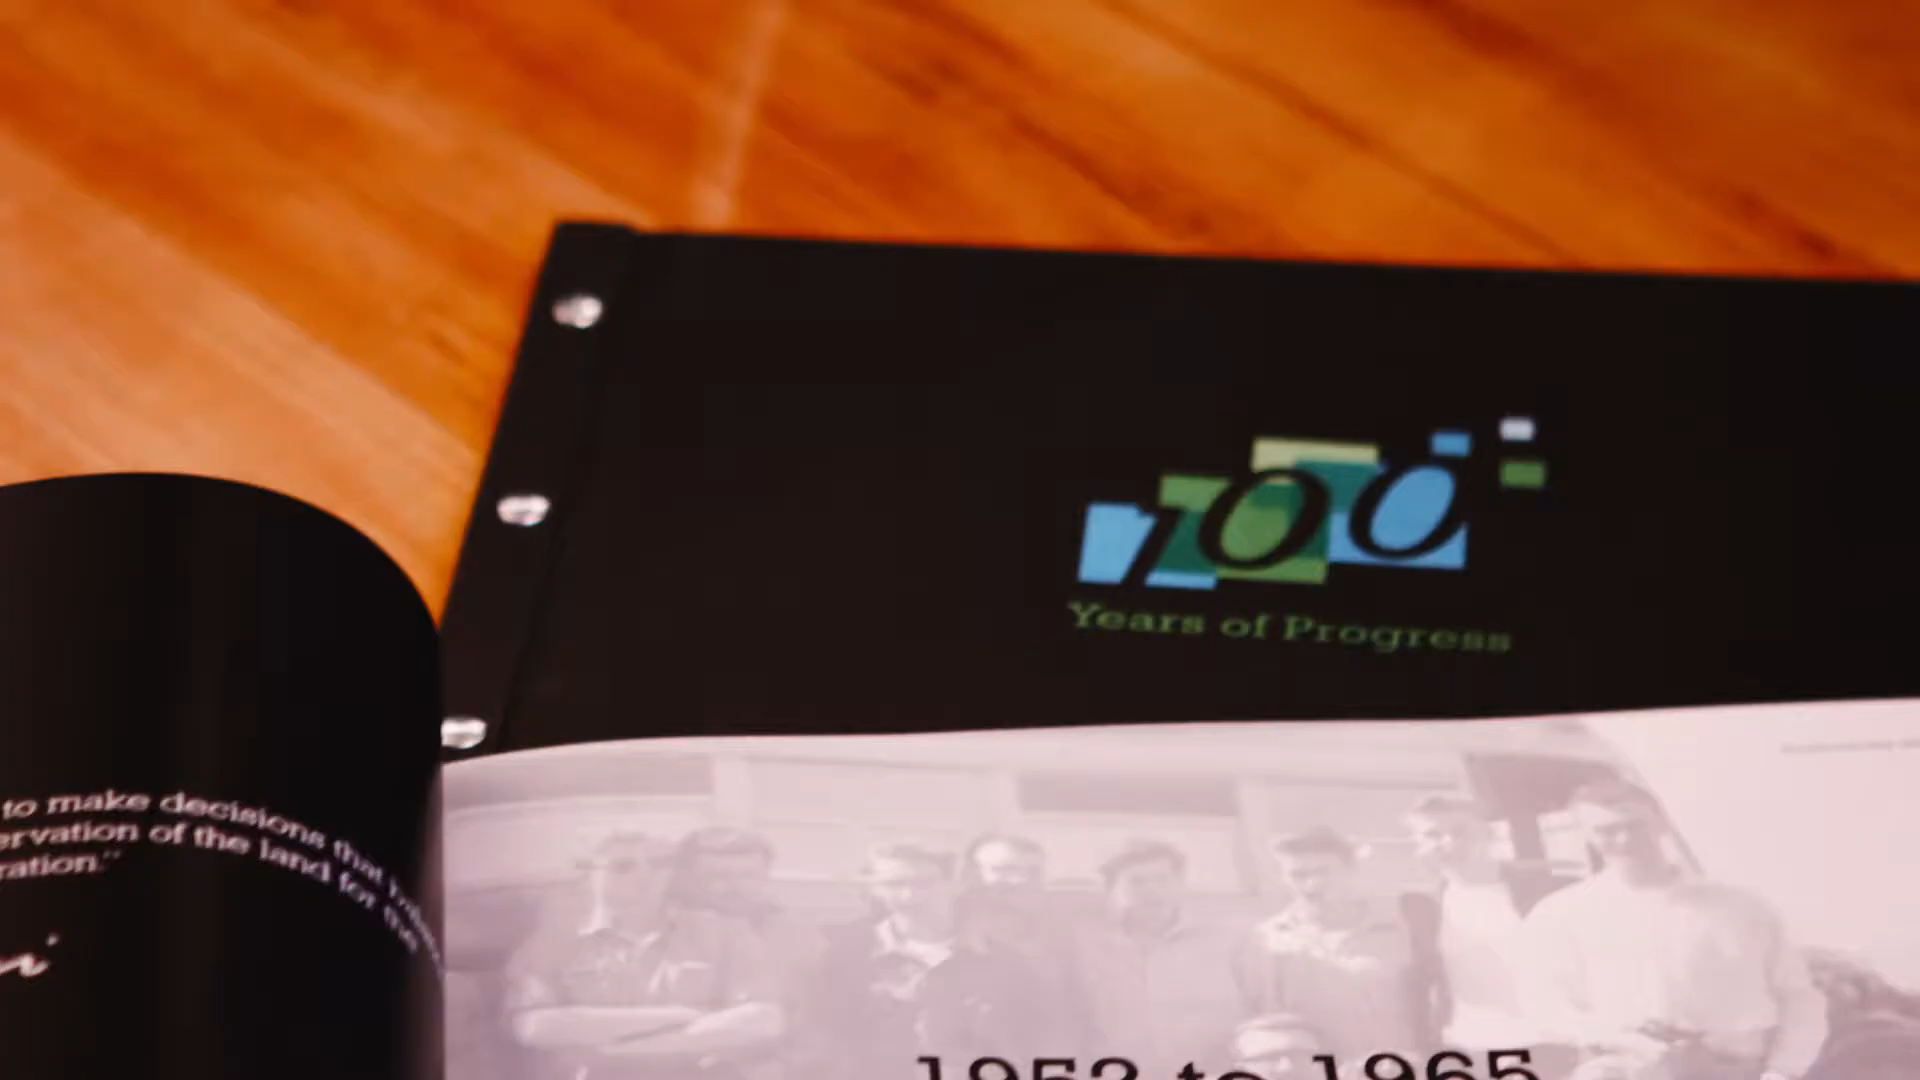 100
Years of Progress
to make decisions that
ervation of the land for the
ration."
1952 to 1965